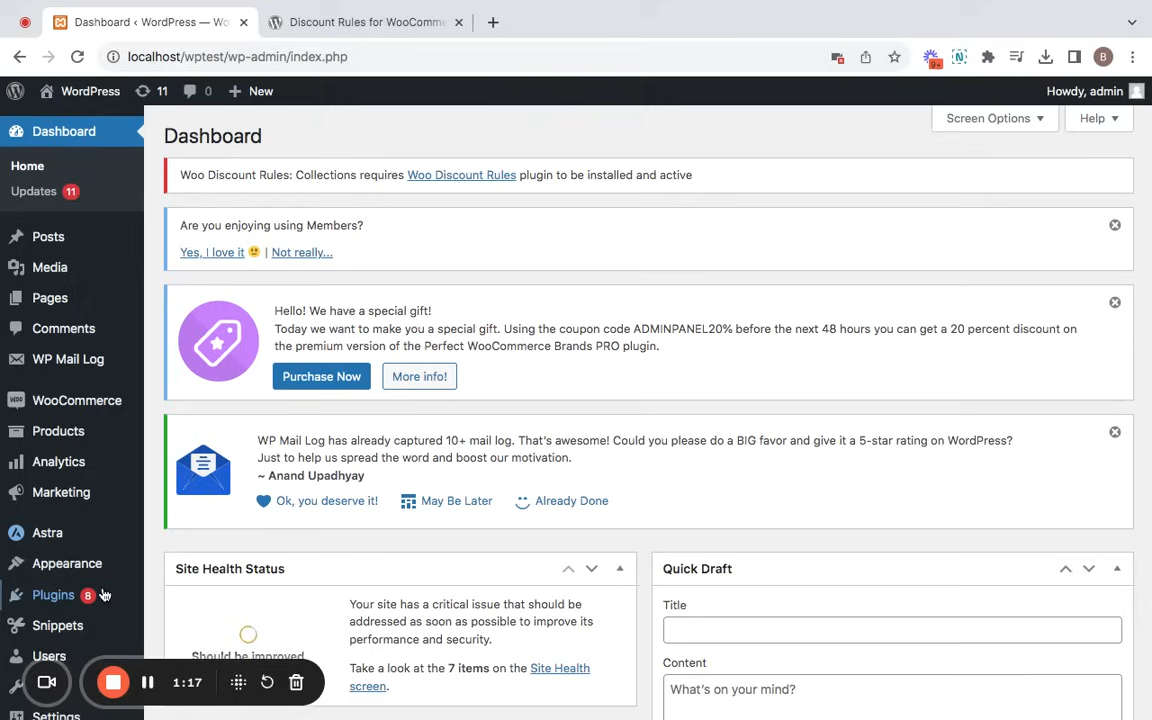 Dashboard ‹ WordPress — Wo
Discount Rules for WooComme
localhost/wptest/wp-admin/index.php
9+
B
WordPress
11
0
New
Howdy, admin
Dashboard
Home
Updates 11
Posts
Media
Pages
Comments
WP Mail Log
WooCommerce
Products
Analytics
Marketing
Astra
Appearance
Plugins 8
Snippets
Users
Settings
1:17
Screen Options
Help
Dashboard
Woo Discount Rules: Collections requires Woo Discount Rules plugin to be installed and active
Are you enjoying using Members?
Yes, I love it 🙂 | Not really...
Hello! We have a special gift!
Today we want to make you a special gift. Using the coupon code ADMINPANEL20% before the next 48 hours you can get a 20 percent discount on
the premium version of the Perfect WooCommerce Brands PRO plugin.
Purchase Now
More info!
WP Mail Log has already captured 10+ mail log. That's awesome! Could you please do a BIG favor and give it a 5-star rating on WordPress?
Just to help us spread the word and boost our motivation.
~ Anand Upadhyay
Ok, you deserve it!
May Be Later
Already Done
Site Health Status
Should be improved
Your site has a critical issue that should be
addressed as soon as possible to improve its
performance and security.
Take a look at the 7 items on the Site Health
screen.
Quick Draft
Title
Content
What's on your mind?